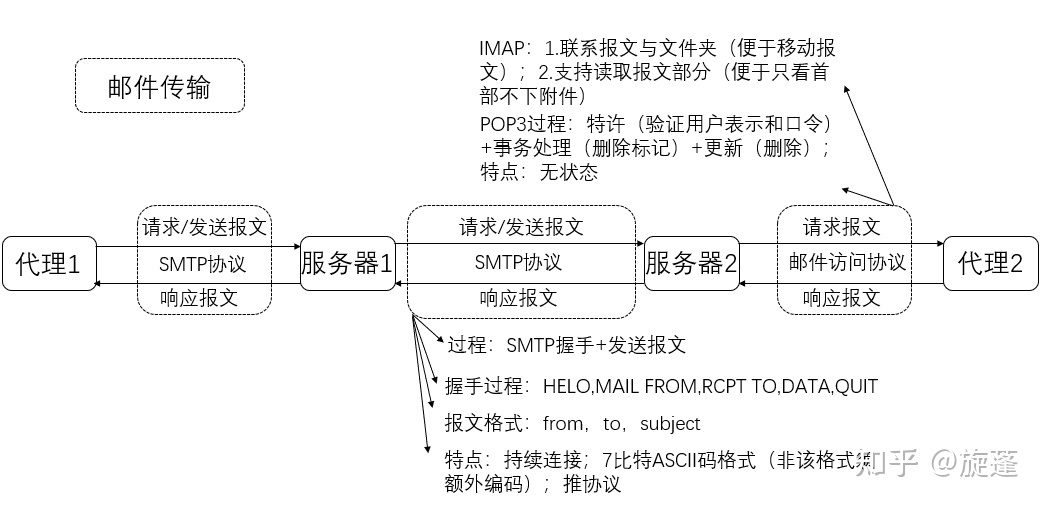 IMAP：1.联系报文与文件夹（便于移动报
文）；2.支持读取报文部分（便于只看首
部不下附件）
邮件传输
POP3过程：特许（验证用户表示和口令）
+事务处理（删除标记）+更新（删除）；
特点：无状态
请求/发送报文
请求/发送报文
请求报文
代理1
SMTP协议
服务器1
SMTP协议
服务器2
邮件访问协议
代理2
响应报文
响应报文
响应报文
过程：SMTP握手+发送报文
握手过程：HELO,MAIL FROM,RCPT TO,DATA,QUIT
报文格式：from，to，subject
特点：持续连接；7比特ASCII码格式（非该格式
额外编码）；推协议
知乎 @旋蓬